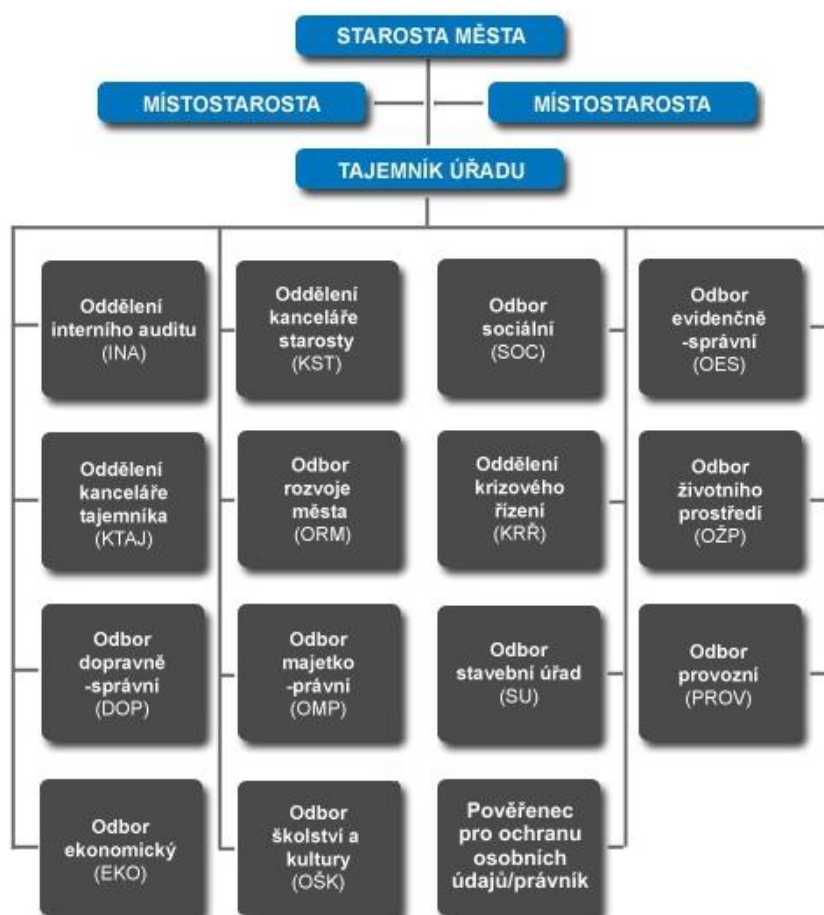 STAROSTA MĚSTA
MÍSTOSTAROSTA
MÍSTOSTAROSTA
TAJEMNÍK ÚŘADU
Oddělení
interního auditu
(INA)
Oddělení
kanceláře
starosty
(KST)
Odbor
sociální
(SOC)
Odbor
evidenčně
-správní
(OES)
Oddělení
kanceláře
tajemníka
(KTAJ)
Odbor
rozvoje
města
(ORM)
Oddělení
krizového
řízení
(KRŘ)
Odbor
životního
prostředí
(OŽP)
Odbor
dopravně
-správní
(DOP)
Odbor
majetko
-právní
(OMP)
Odbor
stavební úřad
(SU)
Odbor
provozní
(PROV)
Odbor
ekonomický
(EKO)
Odbor
školství a
kultury
(OŠK)
Pověřenec
pro ochranu
osobních
údajů/právník